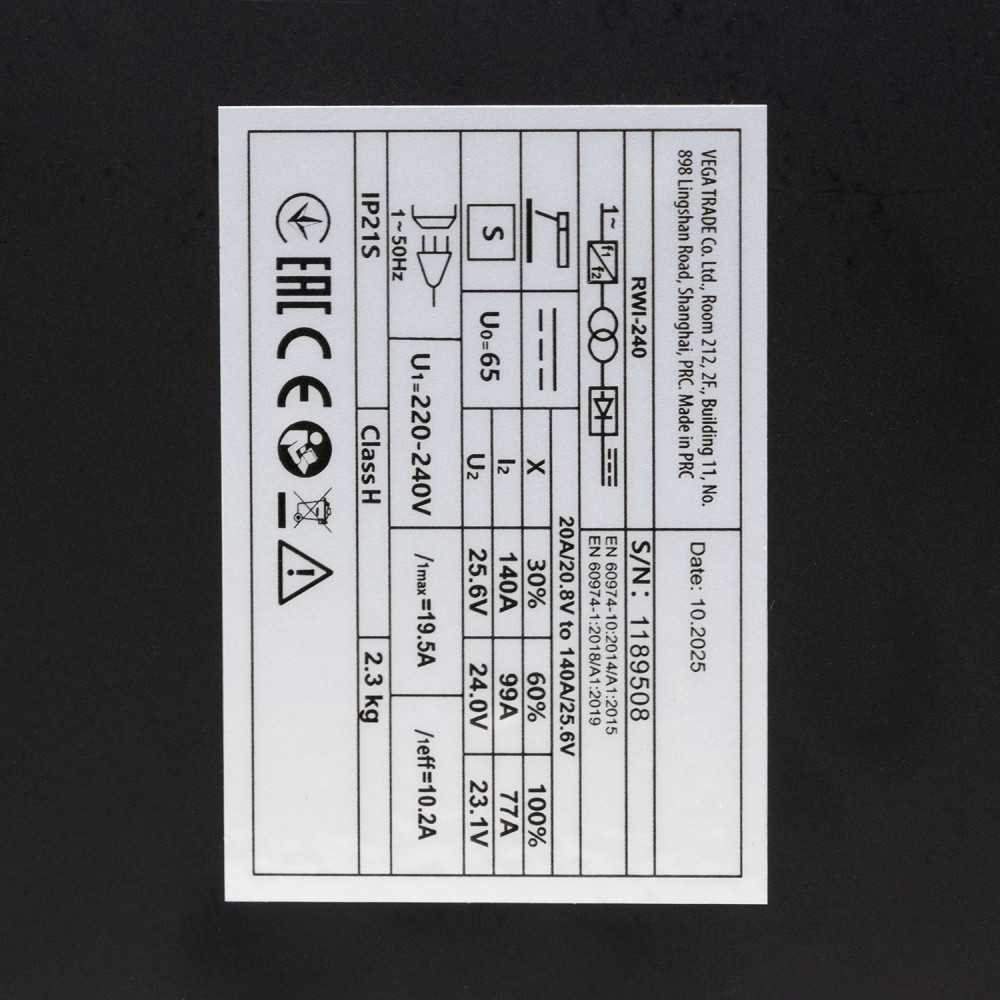 VEGA TRADE Co. Ltd., Room 212, 2F., Building 11, No.
898 Lingshan Road, Shanghai, PRC. Made in PRC
Date: 10.2025
RWI-240
S/N: 1189508
1~
f1
f2
EN 60974-10:2014/A1:2015
EN 60974-1:2018/A1:2019
20A/20.8V to 140A/25.6V
X 30% 60% 100%
S
U0=65
I2 140A 99A 77A
U2 25.6V 24.0V 23.1V
1~50Hz
U1=220-240V
I1max=19.5A
I1eff=10.2A
IP21S
Class H
2.3 kg
EAC CE